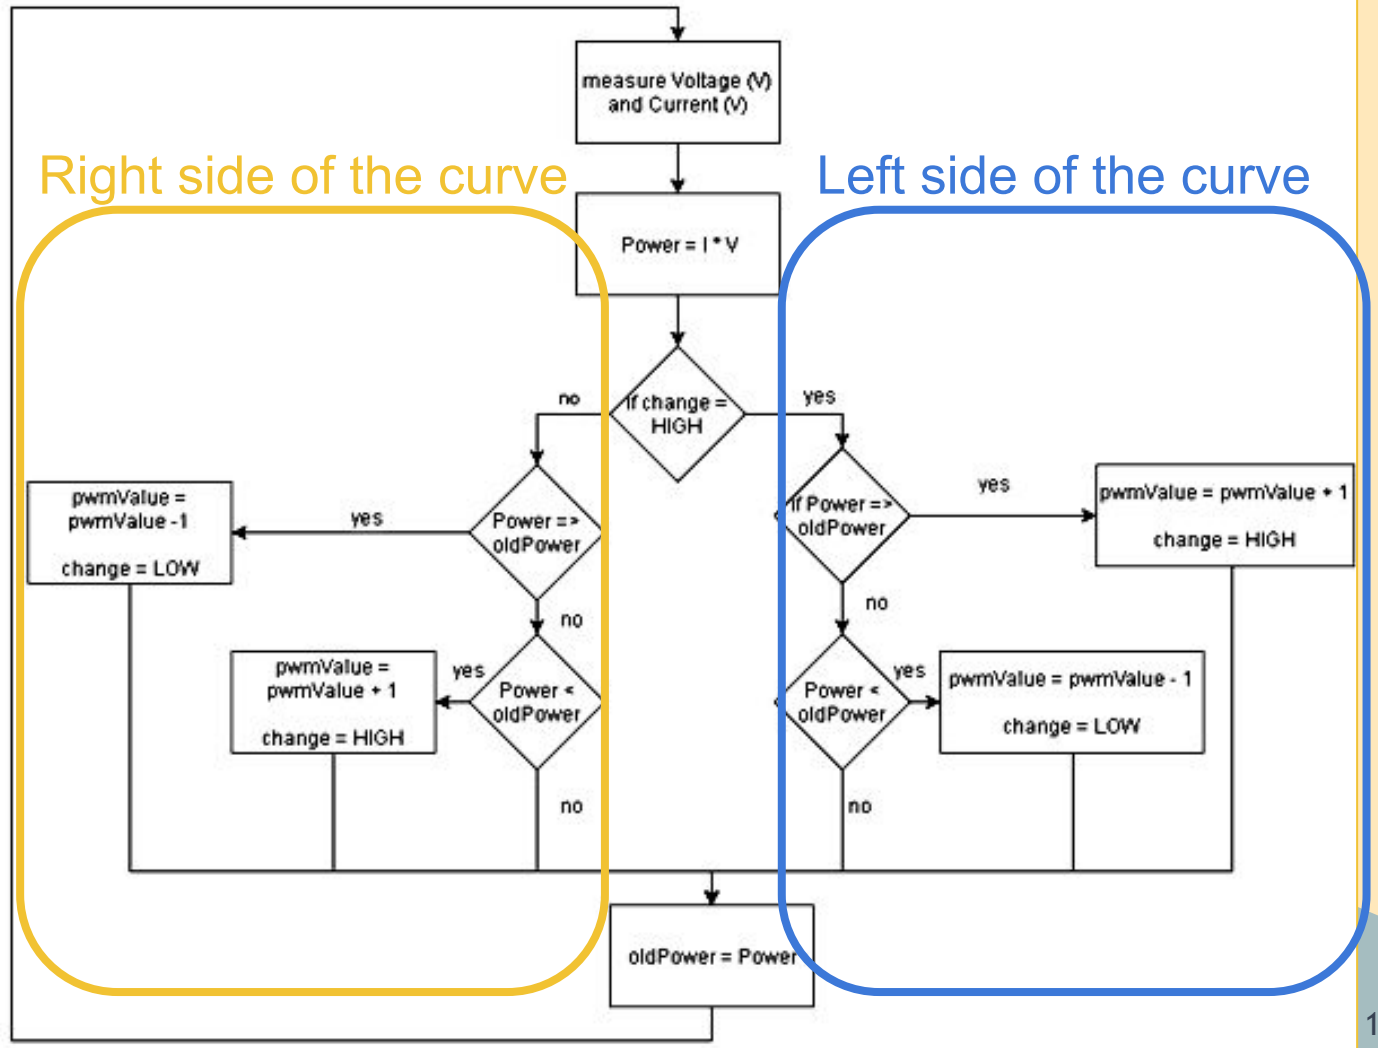 measure Voltage (V)
and Current (V)
Right side of the curve
Left side of the curve
Power = I * V
no
If change =
HIGH
yes
pwmValue =
pwmValue -1
change = LOW
yes
Power =>
oldPower
If Power =>
oldPower
yes
pwmValue = pwmValue + 1
change = HIGH
no
no
pwmValue =
pwmValue + 1
change = HIGH
yes
Power <
oldPower
Power <
oldPower
yes
pwmValue = pwmValue - 1
change = LOW
no
no
oldPower = Power
1